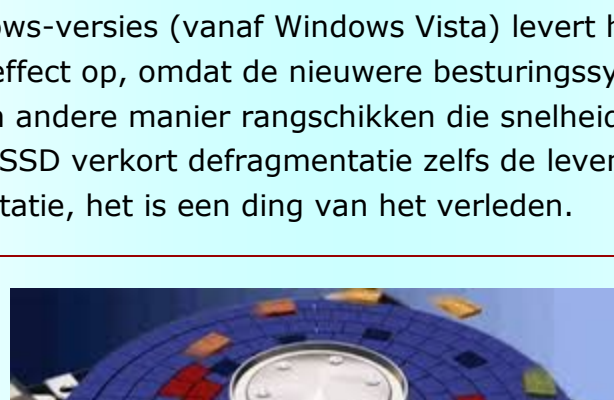 ws-versies (vanaf Windows Vista) levert h
effect op, omdat de nieuwere besturingssy
andere manier rangschikken die snelheid
SSD verkort defragmentatie zelfs de lever
tatie, het is een ding van het verleden.